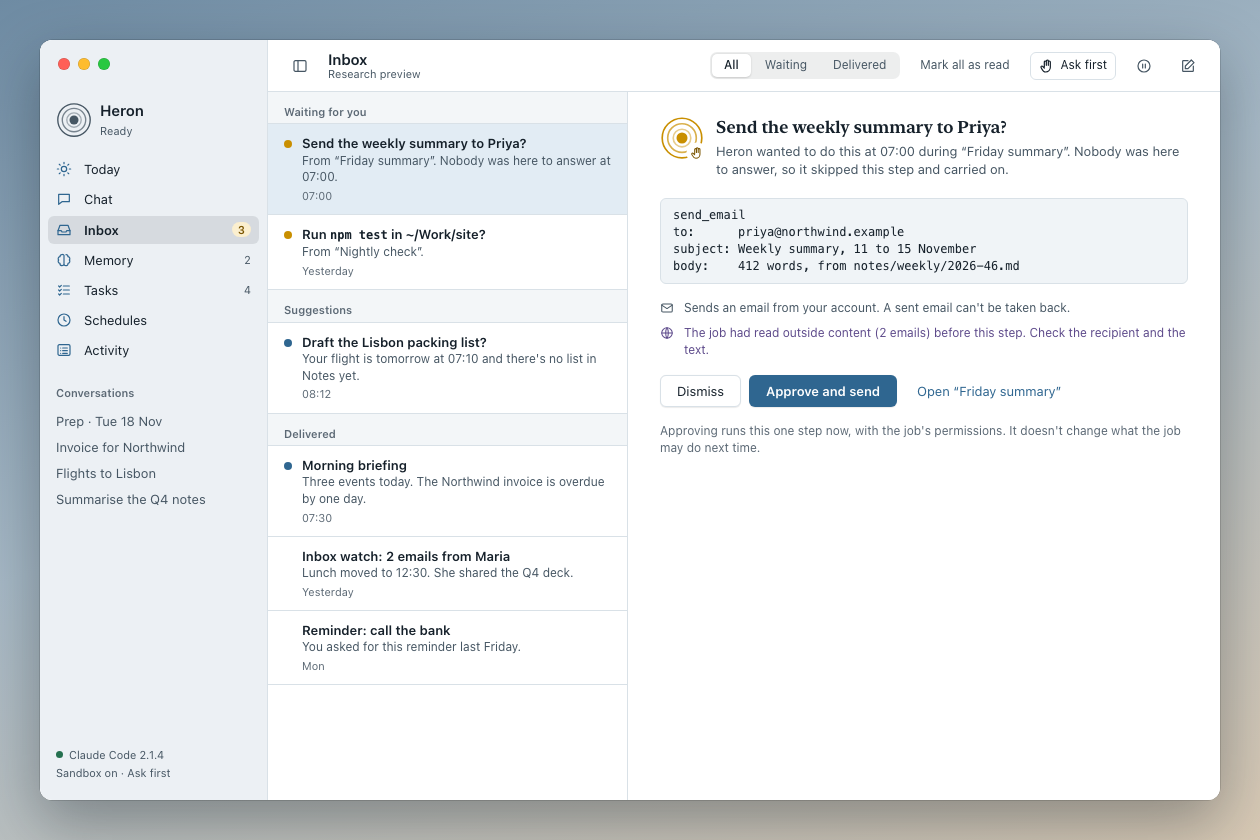 Heron
Ready
Today
Chat
Inbox 3
Memory 2
Tasks 4
Schedules
Activity
Conversations
Prep · Tue 18 Nov
Invoice for Northwind
Flights to Lisbon
Summarise the Q4 notes
Claude Code 2.1.4
Sandbox on · Ask first
Inbox
Research preview
All Waiting Delivered Mark all as read Ask first
Waiting for you
Send the weekly summary to Priya?
From “Friday summary”. Nobody was here to answer at
07:00.
07:00
Run npm test in ~/Work/site?
From “Nightly check”.
Yesterday
Suggestions
Draft the Lisbon packing list?
Your flight is tomorrow at 07:10 and there's no list in
Notes yet.
08:12
Delivered
Morning briefing
Three events today. The Northwind invoice is overdue
by one day.
07:30
Inbox watch: 2 emails from Maria
Lunch moved to 12:30. She shared the Q4 deck.
Yesterday
Reminder: call the bank
You asked for this reminder last Friday.
Mon
Send the weekly summary to Priya?
Heron wanted to do this at 07:00 during “Friday summary”. Nobody was here
to answer, so it skipped this step and carried on.
send_email
to: priya@northwind.example
subject: Weekly summary, 11 to 15 November
body: 412 words, from notes/weekly/2026-46.md
Sends an email from your account. A sent email can't be taken back.
The job had read outside content (2 emails) before this step. Check the recipient and the
text.
Dismiss Approve and send Open “Friday summary”
Approving runs this one step now, with the job's permissions. It doesn't change what the job
may do next time.